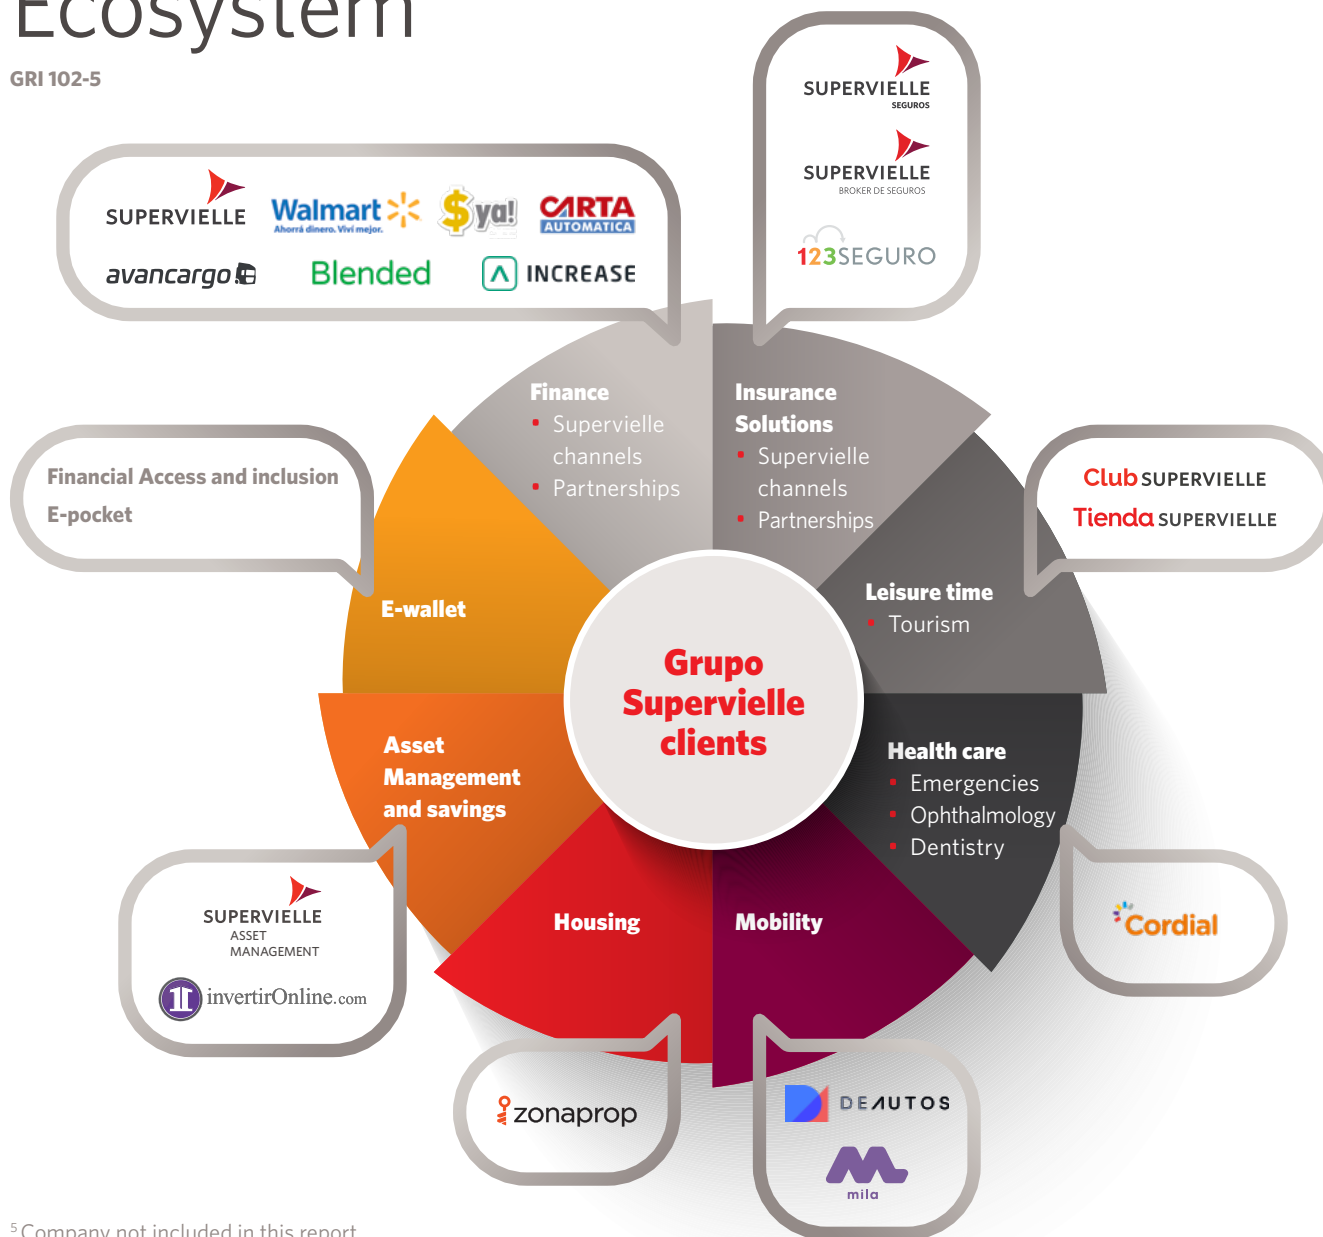 Ecosystem
GRI 102-5
SUPERVIELLE
Walmart
Ahorrá dinero. Viví mejor.
$ya!
CARTA
AUTOMATICA
avancargo
Blended
INCREASE
SUPERVIELLE
SEGUROS
SUPERVIELLE
BROKER DE SEGUROS
123SEGURO
Finance
▪ Supervielle
channels
▪ Partnerships
Insurance
Solutions
▪ Supervielle
channels
▪ Partnerships
Financial Access and inclusion
E-pocket
Club SUPERVIELLE
Tienda SUPERVIELLE
E-wallet
Leisure time
▪ Tourism
Grupo
Supervielle
clients
Asset
Management
and savings
Health care
▪ Emergencies
▪ Ophthalmology
▪ Dentistry
SUPERVIELLE
ASSET
MANAGEMENT
invertirOnline.com
Housing
Mobility
Cordial
zonaprop
DEAUTOS
mila
5 Company not included in this report